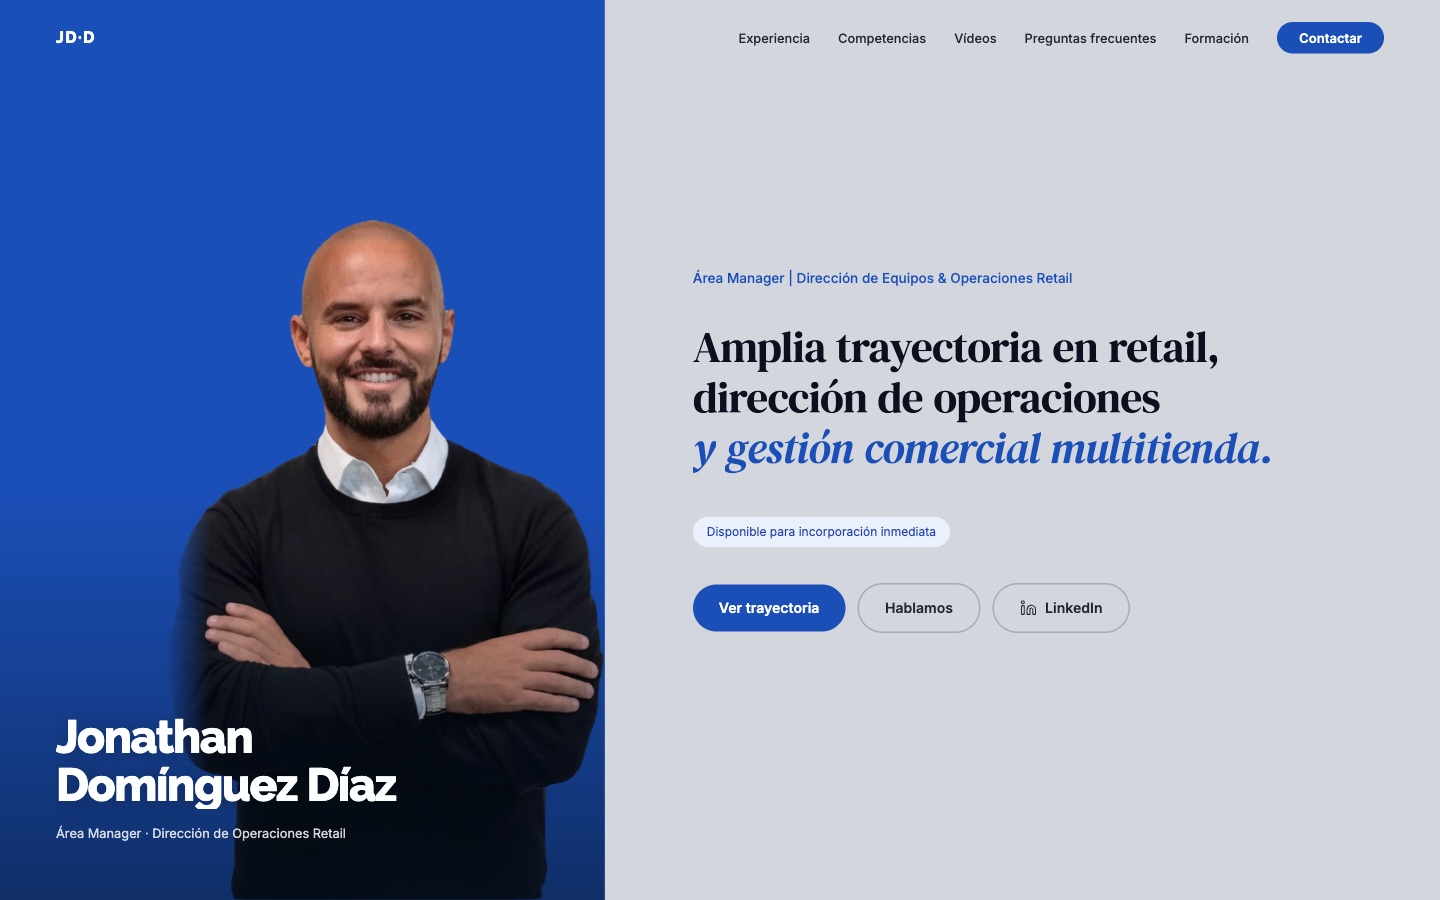 JD·D
Experiencia
Competencias
Vídeos
Preguntas frecuentes
Formación
Contactar
Área Manager | Dirección de Equipos & Operaciones Retail
Amplia trayectoria en retail,
dirección de operaciones
y gestión comercial multitienda.
Disponible para incorporación inmediata
Ver trayectoria
Hablamos
LinkedIn
Jonathan
Domínguez Díaz
Área Manager · Dirección de Operaciones Retail